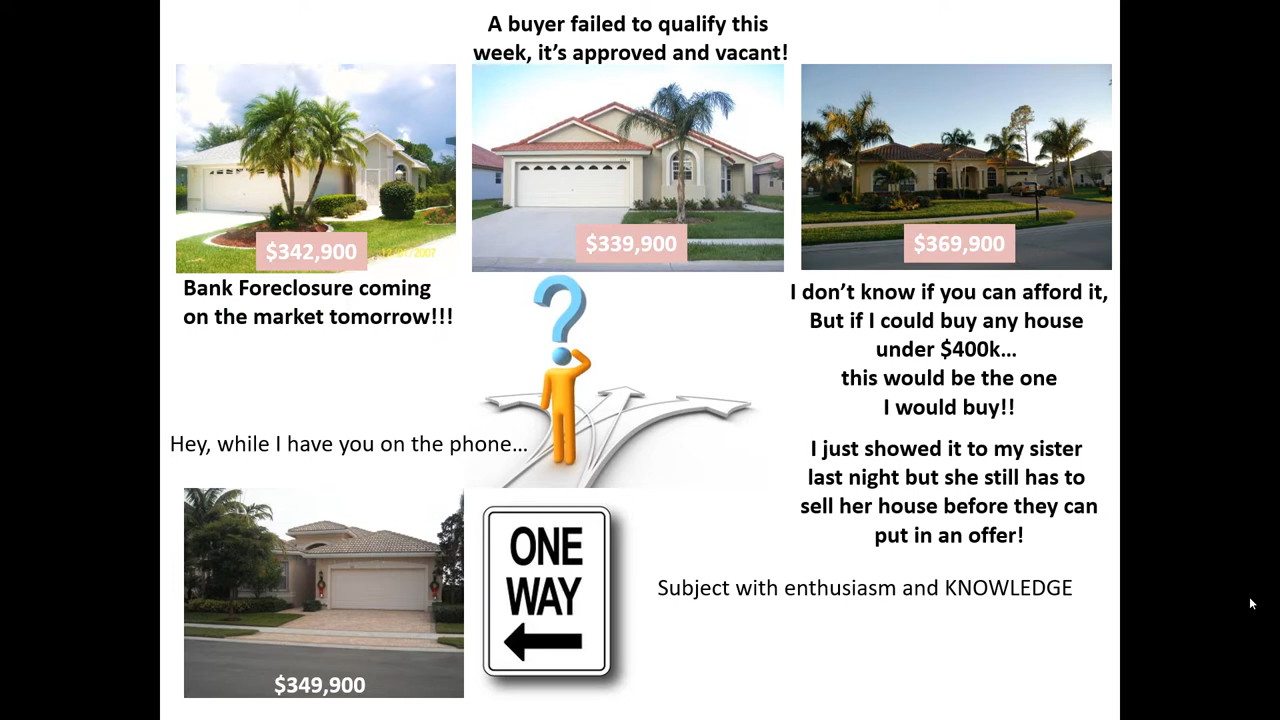 A buyer failed to qualify this
week, it’s approved and vacant!
$342,900
$339,900
$369,900
Bank Foreclosure coming
on the market tomorrow!!!
I don’t know if you can afford it,
But if I could buy any house
under $400k…
this would be the one
I would buy!!
?
Hey, while I have you on the phone…
I just showed it to my sister
last night but she still has to
sell her house before they can
put in an offer!
ONE
WAY
Subject with enthusiasm and KNOWLEDGE
$349,900